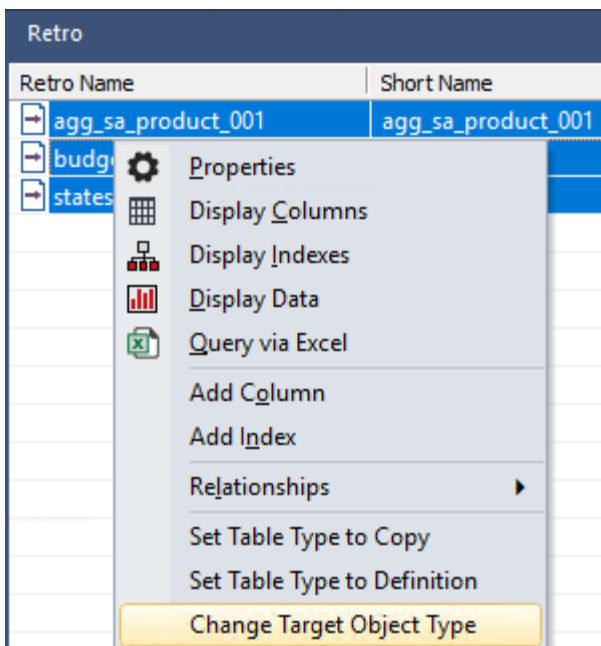 Retro
Retro Name Short Name
agg_sa_product_001 agg_sa_product_001
states
Properties
Display Columns
Display Indexes
Display Data
Query via Excel
Add Column
Add Index
Relationships
Set Table Type to Copy
Set Table Type to Definition
Change Target Object Type